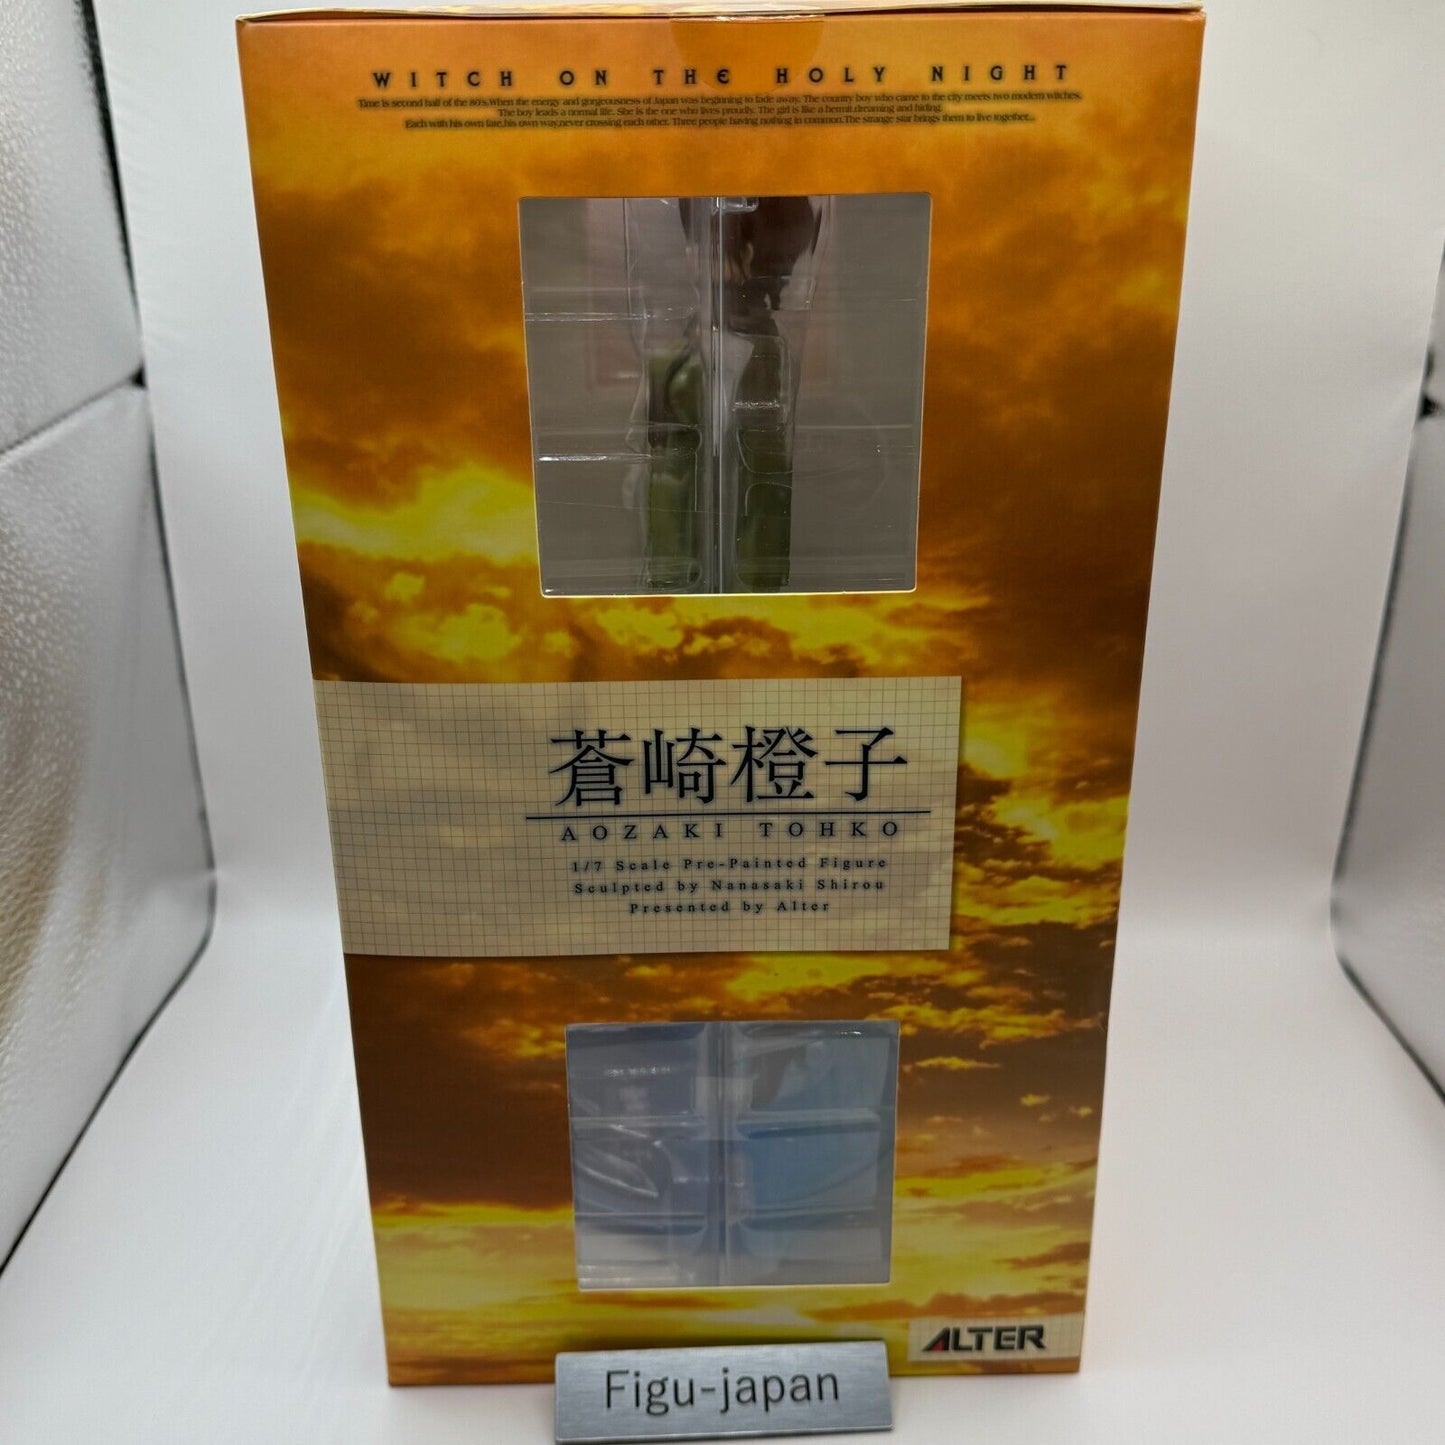 WITCH ON THE HOLY NIGHT
Time is second half of the 80's.When the energy and gorgeousness of Japan was beginning to fade away. The country boy who came to the city meets two modern witches.
The boy leads a normal life. She is the one who lives proudly. The girl is like a hermit,dreaming and hiding.
Each with his own fate,his own way,never crossing each other. Three people having nothing in common.The strange star brings them to live together...
蒼崎橙子
AOZAKI TOHKO
1/7 Scale Pre-Painted Figure
Sculpted by Nanasaki Shirou
Presented by Alter
ALTER
Figu-japan